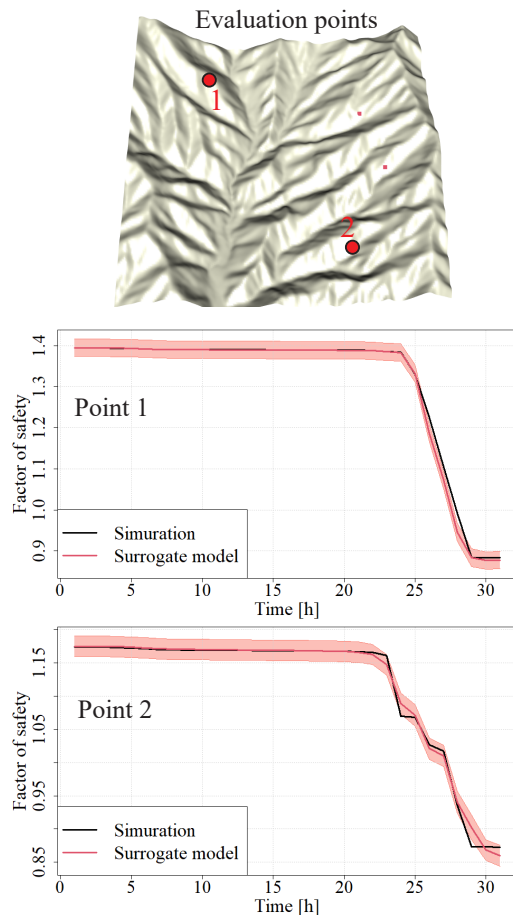 Evaluation points
1
2
1.4
1.3
1.2
1.1
1.0
0.9
Factor of safety
Point 1
Simuration
Surrogate model
0 5 10 15 20 25 30
Time [h]
1.15
1.05
0.95
0.85
Factor of safety
Point 2
Simuration
Surrogate model
0 5 10 15 20 25 30
Time [h]